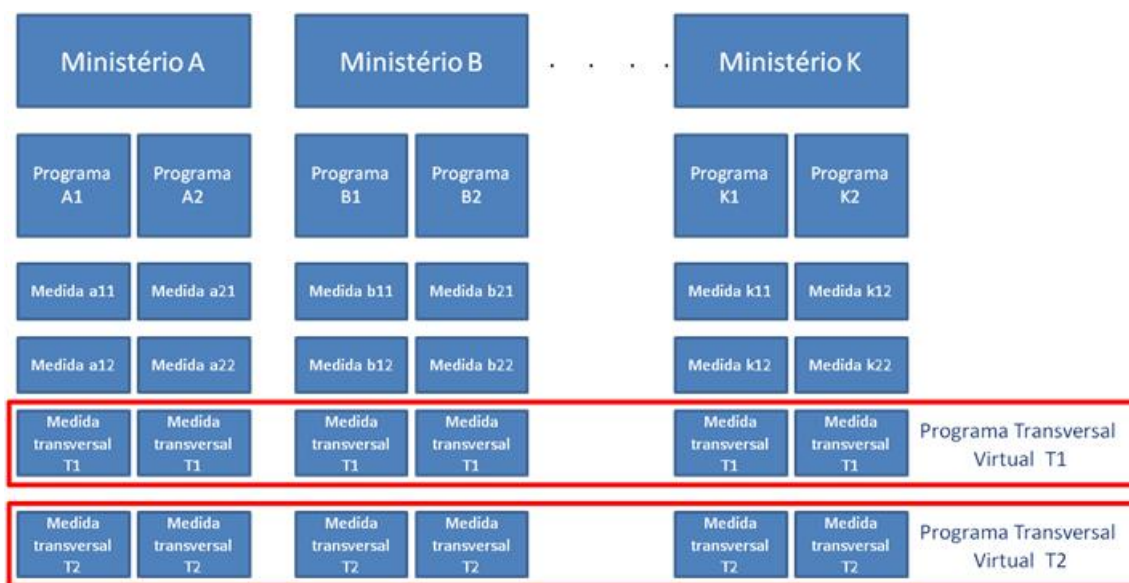 Ministério A Ministério B . . . . Ministério K
Programa A1 Programa A2 Programa B1 Programa B2 Programa K1 Programa K2
Medida a11 Medida a21 Medida b11 Medida b21 Medida k11 Medida k12
Medida a12 Medida a22 Medida b12 Medida b22 Medida k12 Medida k22
Medida transversal T1 Medida transversal T1 Medida transversal T1 Medida transversal T1 Medida transversal T1 Medida transversal T1 Programa Transversal Virtual T1
Medida transversal T2 Medida transversal T2 Medida transversal T2 Medida transversal T2 Medida transversal T2 Medida transversal T2 Programa Transversal Virtual T2